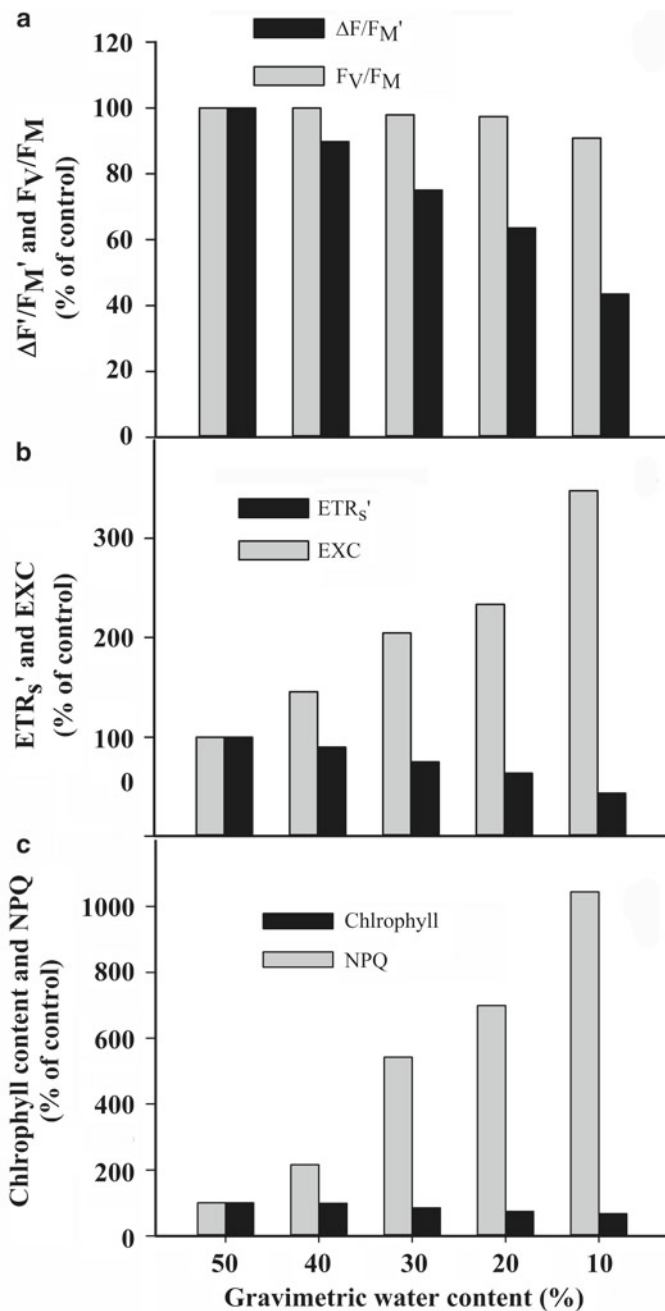 a
ΔF/FM'
FV/FM
ΔF'/FM' and FV/FM
(% of control)
120
100
80
60
40
20
0
b
ETRs'
EXC
ETRs' and EXC
(% of control)
300
200
100
0
c
Chlrophyll
NPQ
Chlrophyll content and NPQ
(% of control)
1000
800
600
400
200
0
50 40 30 20 10
Gravimetric water content (%)